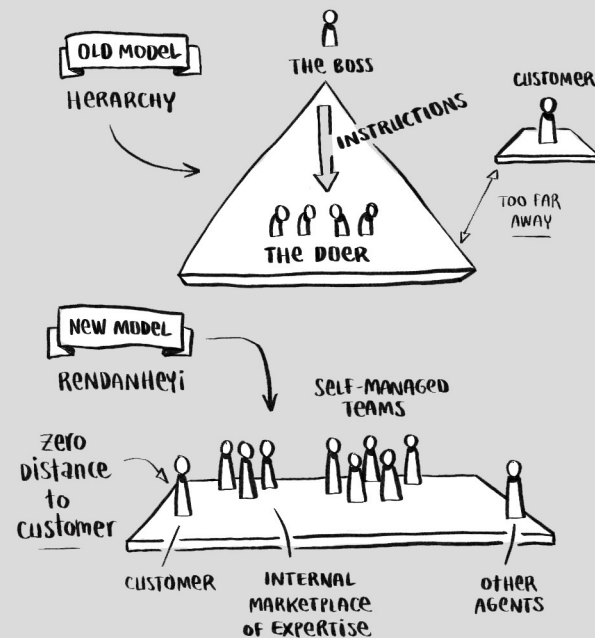 OLD MODEL
HERARCHY
THE BOSS
INSTRUCTIONS
THE DOER
CUSTOMER
TOO FAR
AWAY
NEW MODEL
RENDANHEYi
SELF-MANAGED
TEAMS
Zero
Distance
to
customer
CUSTOMER
INTERNAL
MARKETPLACE
OF EXPERTISE
OTHER
AGENTS